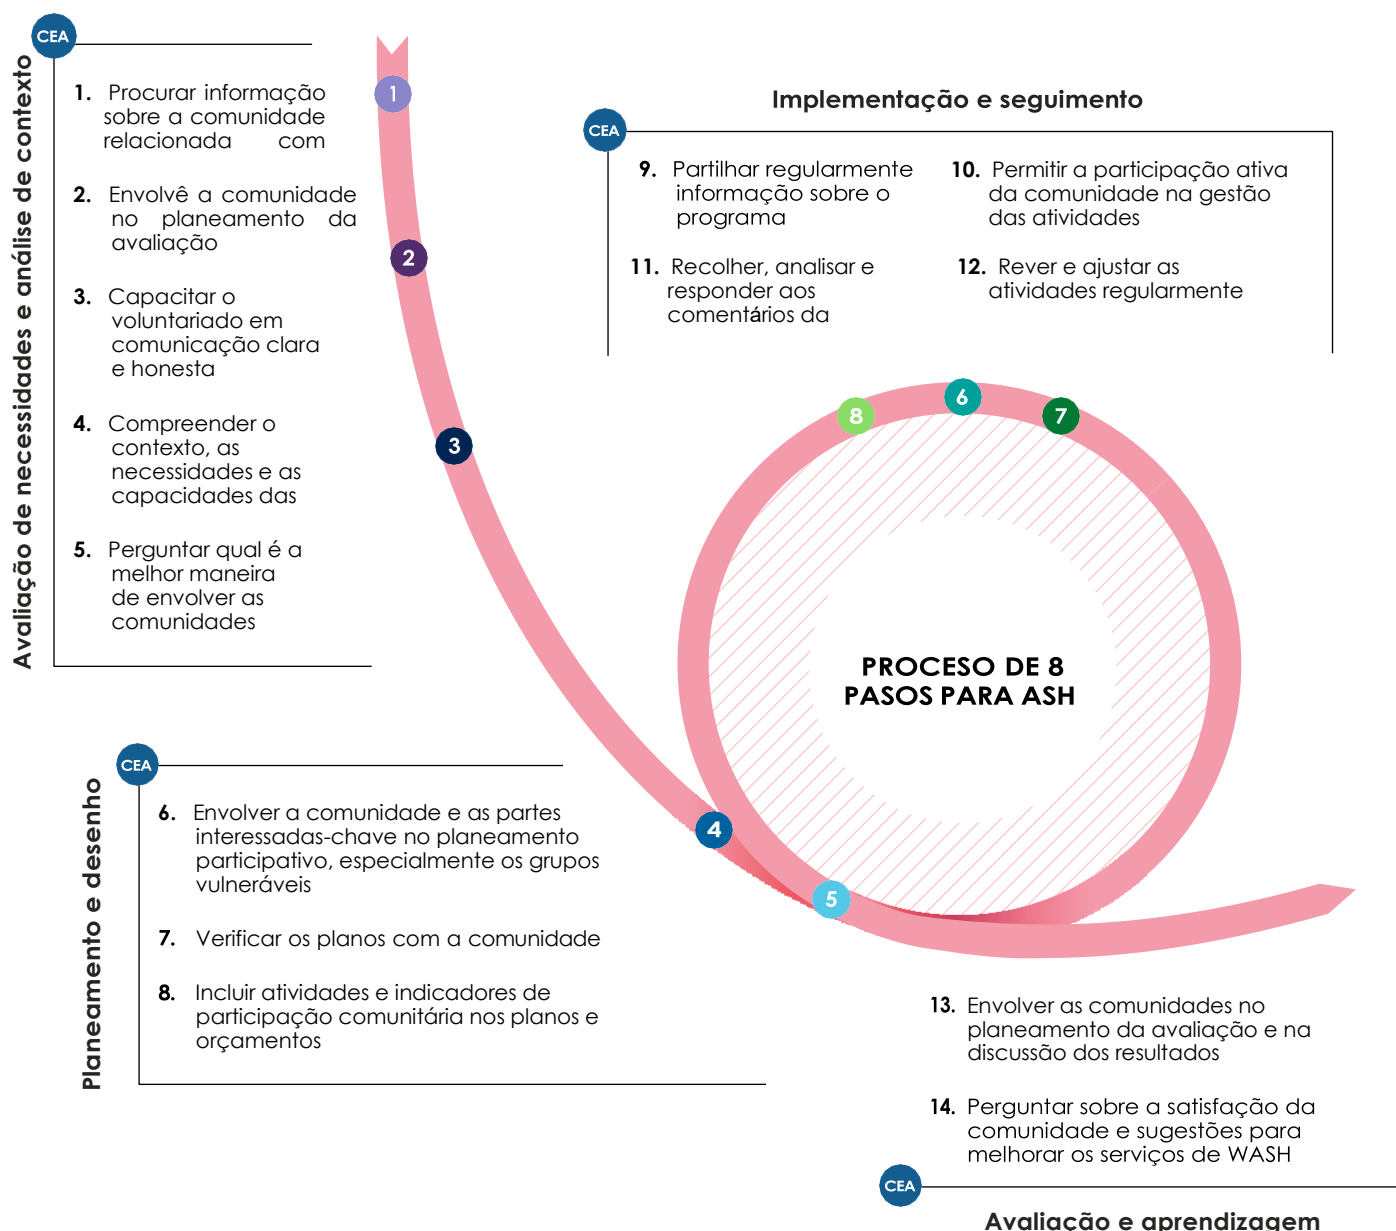 CEA
Avaliação de necessidades e análise de contexto
1. Procurar informação
sobre a comunidade
relacionada com
2. Envolvê a comunidade
no planeamento da
avaliação
3. Capacitar o
voluntariado em
comunicação clara
e honesta
4. Compreender o
contexto, as
necessidades e as
capacidades das
5. Perguntar qual é a
melhor maneira
de envolver as
comunidades
1
2
3
4
5
6
7
8
Implementação e seguimento
CEA
9. Partilhar regularmente
informação sobre o
programa
10. Permitir a participação ativa
da comunidade na gestão
das atividades
11. Recolher, analisar e
responder aos
comentários da
12. Rever e ajustar as
atividades regularmente
PROCESO DE 8
PASOS PARA ASH
CEA
Planeamento e desenho
6. Envolver a comunidade e as partes
interessadas-chave no planeamento
participativo, especialmente os grupos
vulneráveis
7. Verificar os planos com a comunidade
8. Incluir atividades e indicadores de
participação comunitária nos planos e
orçamentos
13. Envolver as comunidades no
planeamento da avaliação e na
discussão dos resultados
14. Perguntar sobre a satisfação da
comunidade e sugestões para
melhorar os serviços de WASH
CEA
Avaliação e aprendizagem